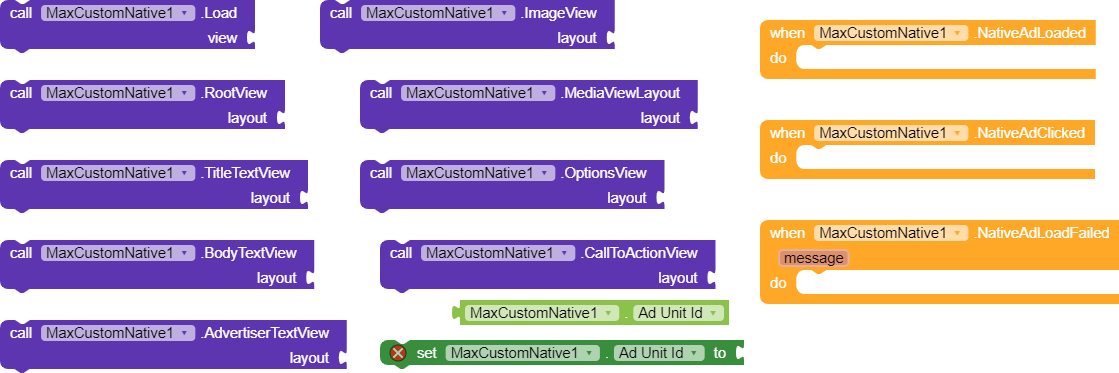 call MaxCustomNative1 .Load
view
call MaxCustomNative1 .RootView
layout
call MaxCustomNative1 .TitleTextView
layout
call MaxCustomNative1 .BodyTextView
layout
call MaxCustomNative1 .AdvertiserTextView
layout
call MaxCustomNative1 .ImageView
layout
call MaxCustomNative1 .MediaViewLayout
layout
call MaxCustomNative1 .OptionsView
layout
call MaxCustomNative1 .CallToActionView
layout
MaxCustomNative1 . Ad Unit Id
set MaxCustomNative1 . Ad Unit Id to
when MaxCustomNative1 .NativeAdLoaded
do
when MaxCustomNative1 .NativeAdClicked
do
when MaxCustomNative1 .NativeAdLoadFailed
message
do